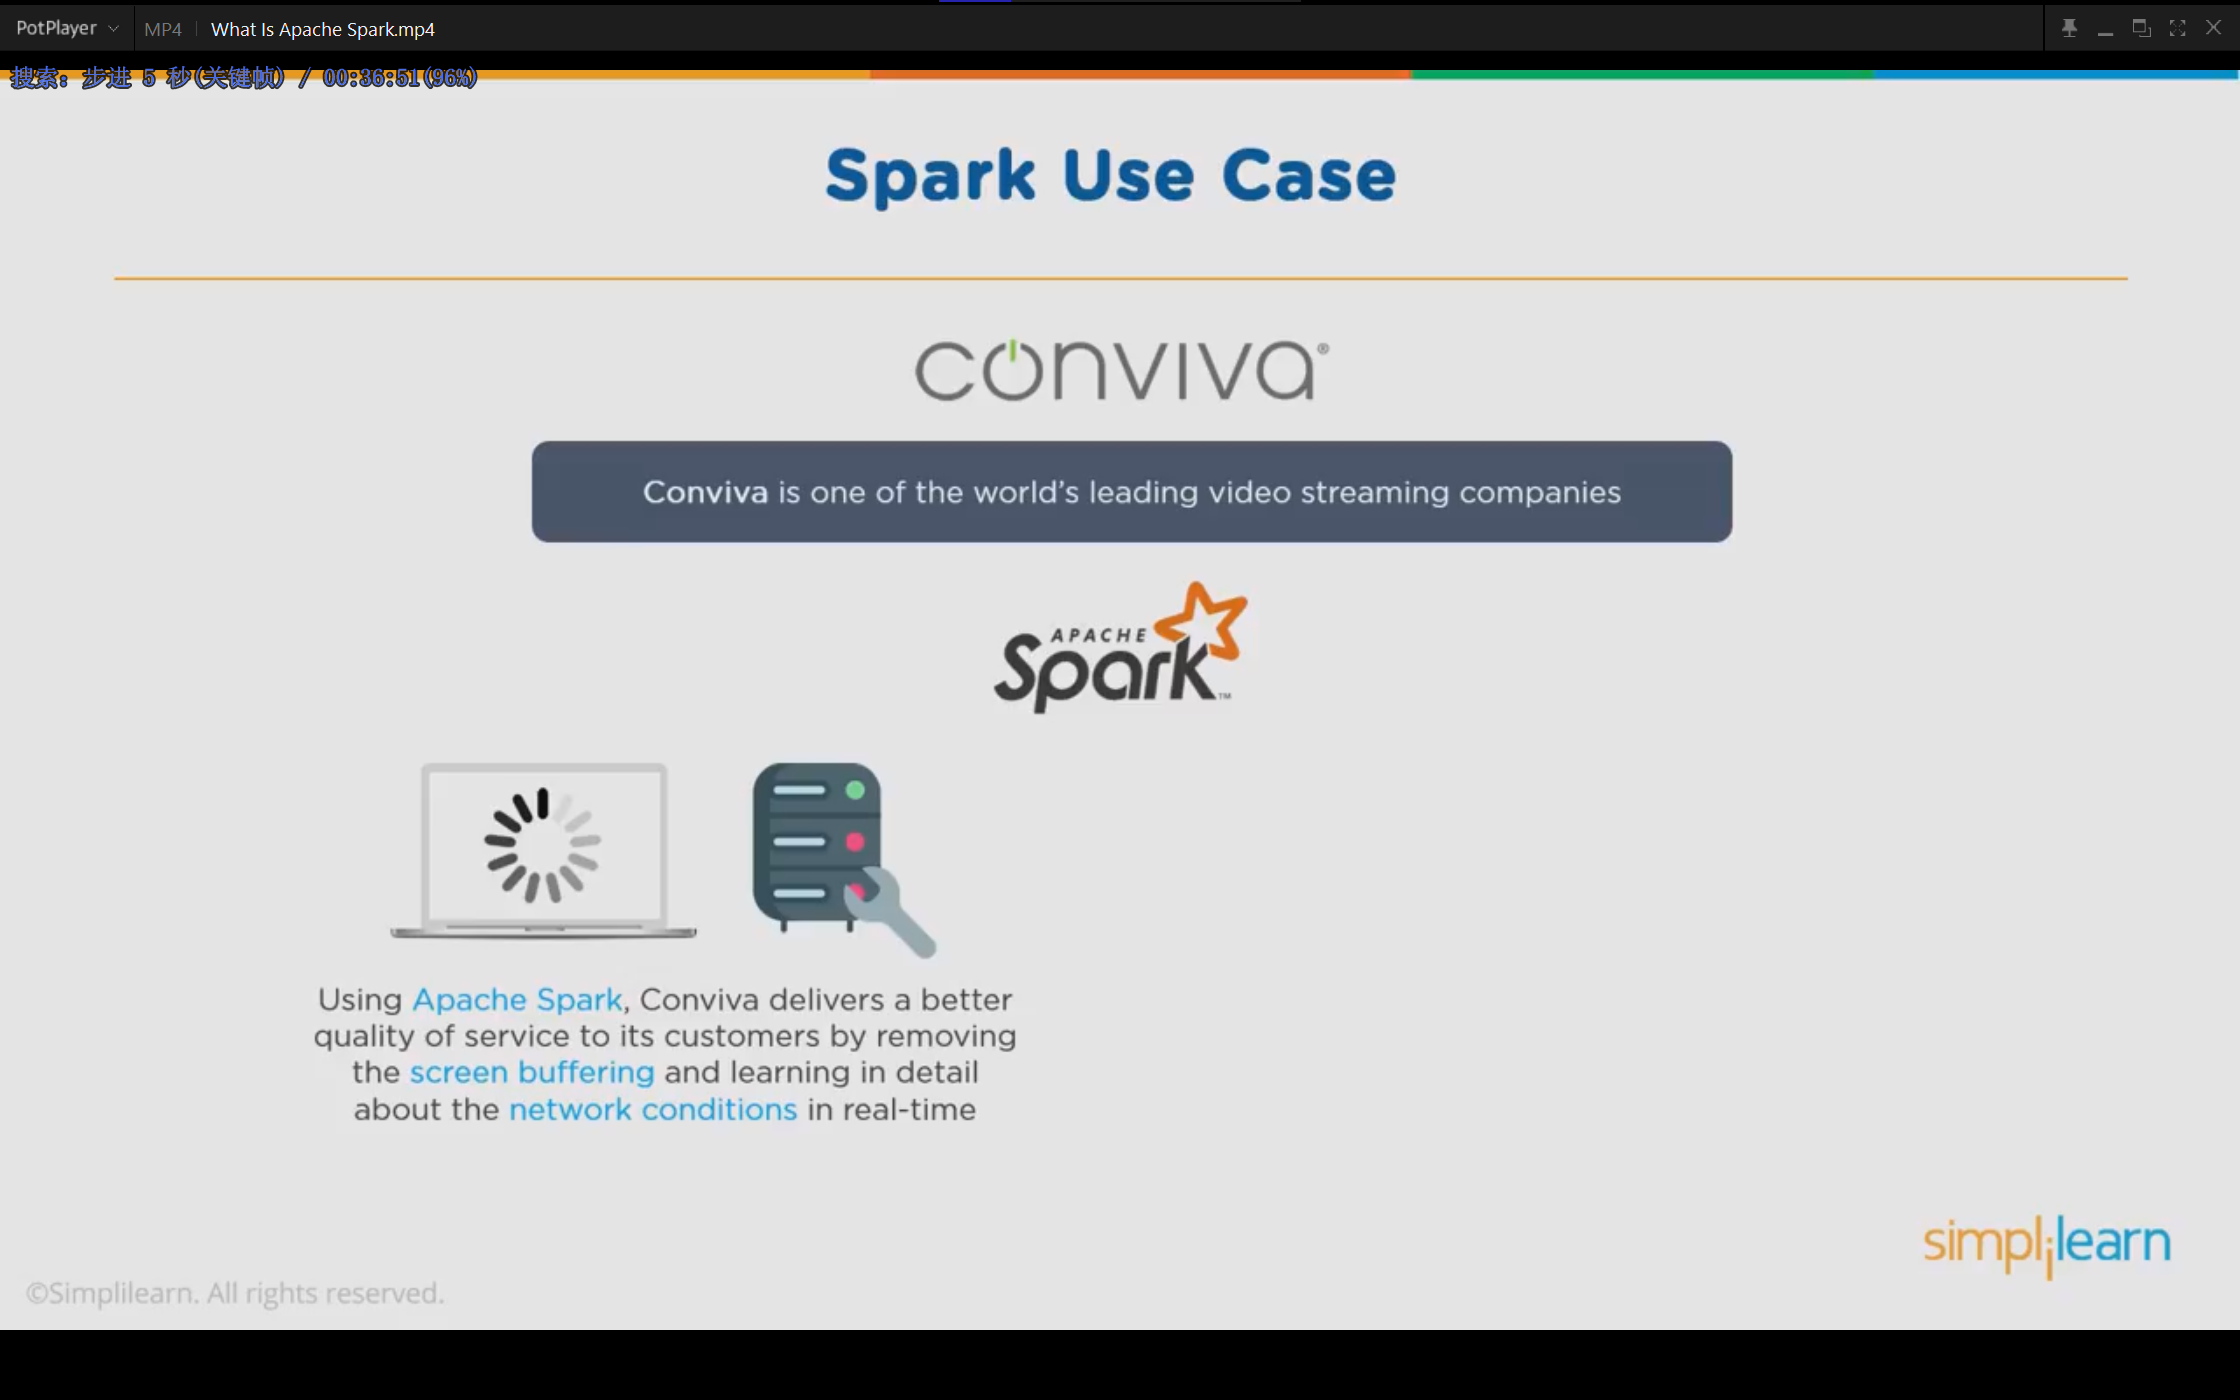 PotPlayer MP4 What Is Apache Spark.mp4
搜索: 步进 5 秒(关键帧) / 00:36:51(96%)
Spark Use Case
conviva®
Conviva is one of the world's leading video streaming companies
APACHE
Spark™
Using Apache Spark, Conviva delivers a better
quality of service to its customers by removing
the screen buffering and learning in detail
about the network conditions in real-time
simplilearn
©Simplilearn. All rights reserved.